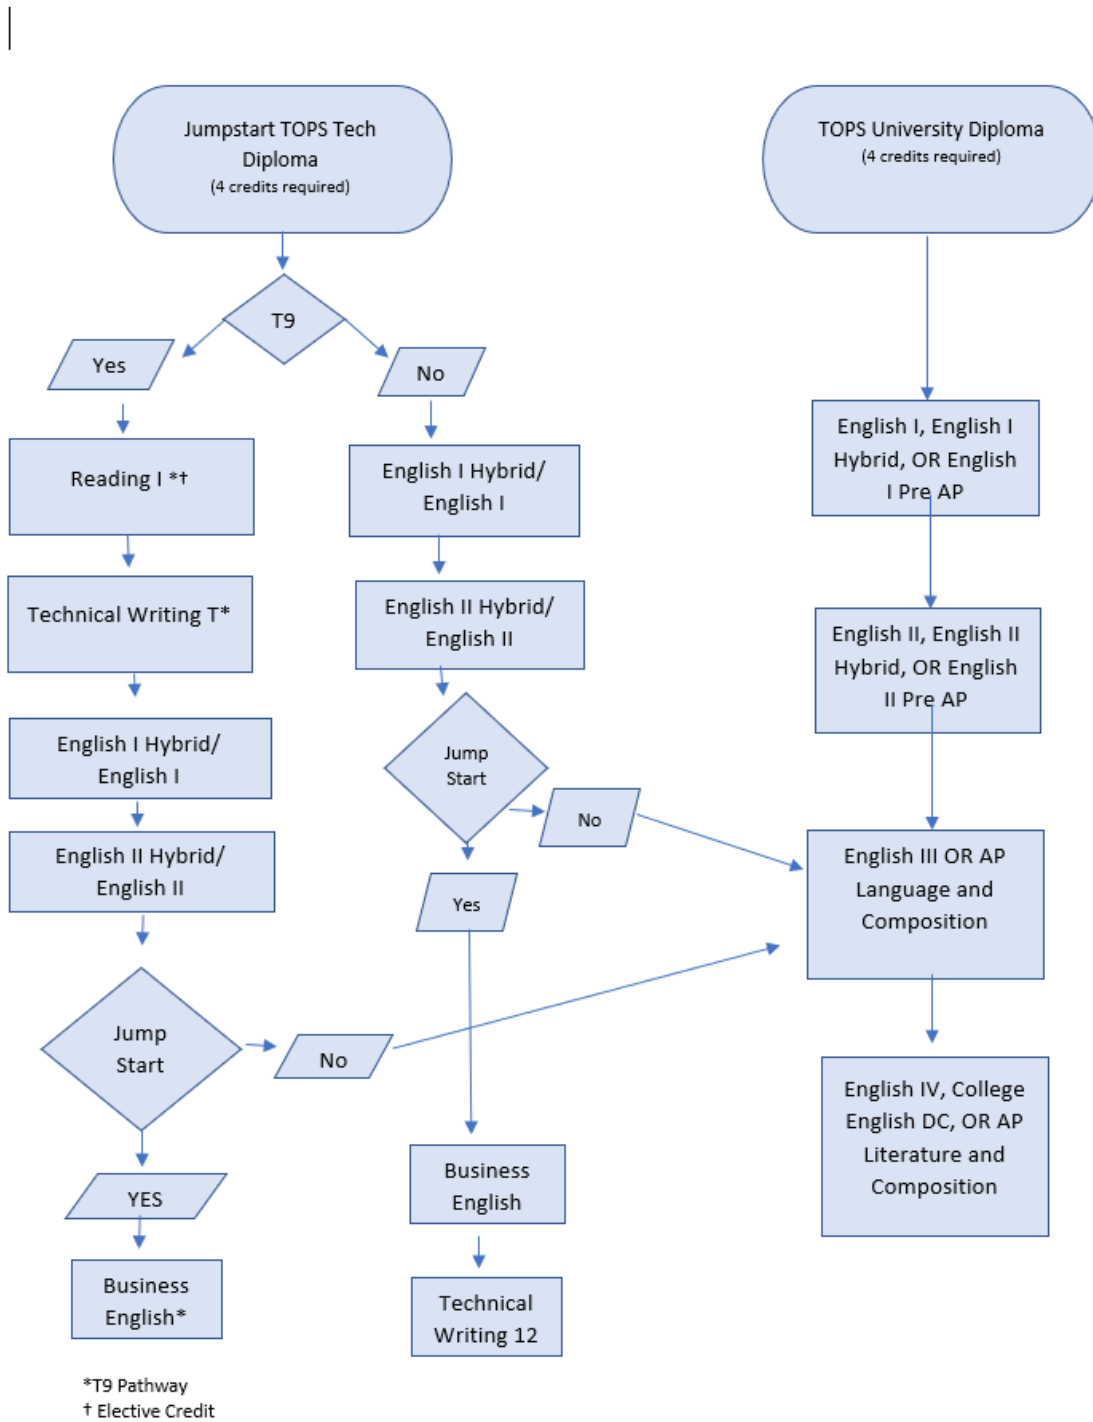 Jumpstart TOPS Tech
Diploma
(4 credits required)
TOPS University Diploma
(4 credits required)
T9
Yes
No
Reading I *†
Technical Writing T*
English I Hybrid/
English I
English II Hybrid/
English II
Jump
Start
No
YES
Business
English*
English I Hybrid/
English I
English II Hybrid/
English II
Jump
Start
No
Yes
Business
English
Technical
Writing 12
English I, English I
Hybrid, OR English
I Pre AP
English II, English II
Hybrid, OR English
II Pre AP
English III OR AP
Language and
Composition
English IV, College
English DC, OR AP
Literature and
Composition
*T9 Pathway
† Elective Credit